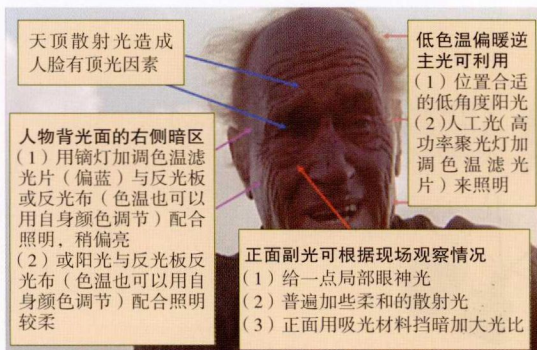 天顶散射光造成
人脸有顶光因素
低色温偏暖逆
主光可利用
（1）位置合适
的低角度阳光
（2）人工光（高
功率聚光灯加
调色温滤光
片）来照明
人物背光面的右侧暗区
（1）用镝灯加调色温滤
光片（偏蓝）与反光板
或反光布（色温也可以
用自身颜色调节）配合
照明，稍偏亮
（2）或阳光与反光板反
光布（色温也可以用自
身颜色调节）配合照明
较柔
正面副光可根据现场观察情况
（1）给一点局部眼神光
（2）普遍加些柔和的散射光
（3）正面用吸光材料挡暗加大光比